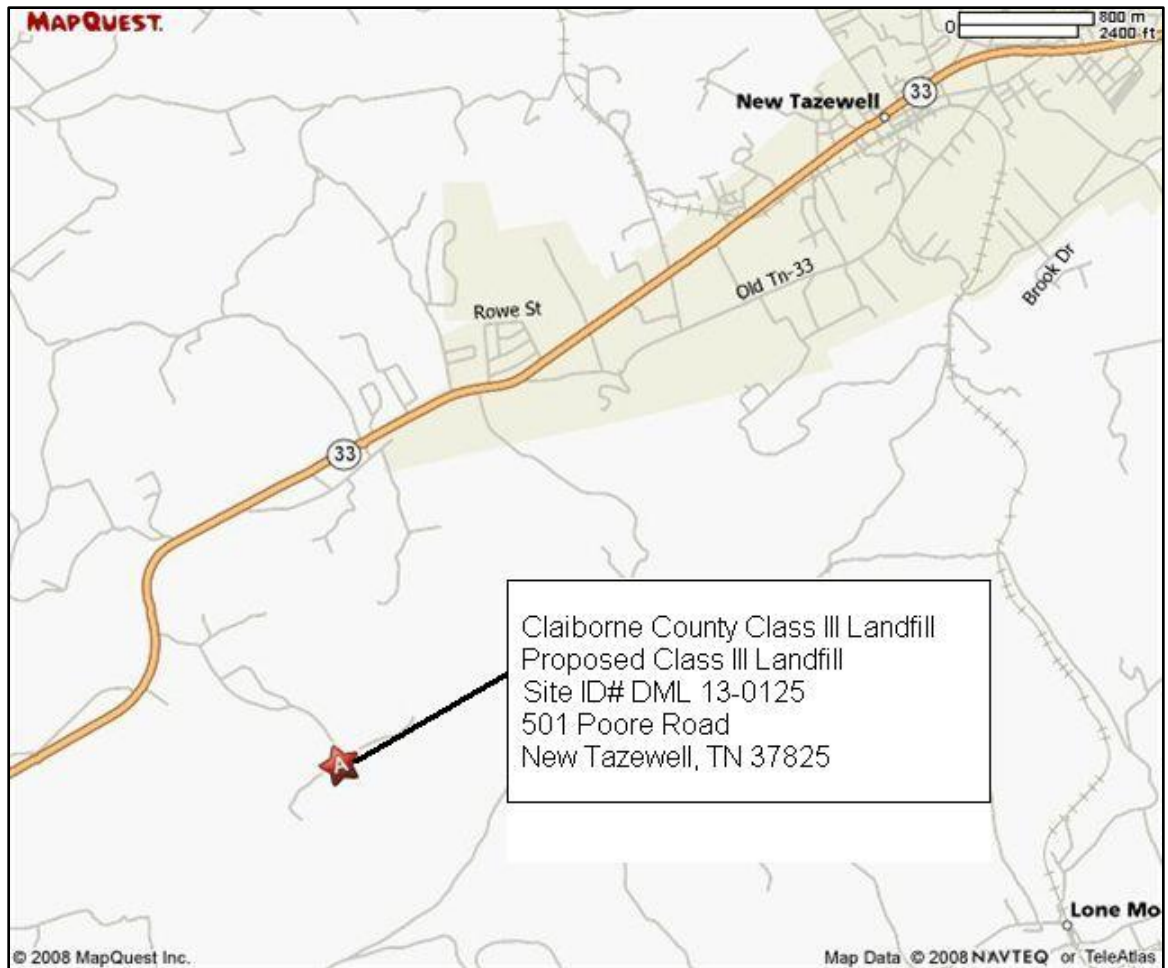 MAPQUEST.
0
800 m
2400 ft
New Tazewell
33
Old Tn-33
Brook Dr
Rowe St
33
Claiborne County Class III Landfill
Proposed Class III Landfill
Site ID# DML 13-0125
501 Poore Road
New Tazewell, TN 37825
A
Lone Mo
© 2008 MapQuest Inc.
Map Data © 2008 NAVTEQ or TeleAtlas